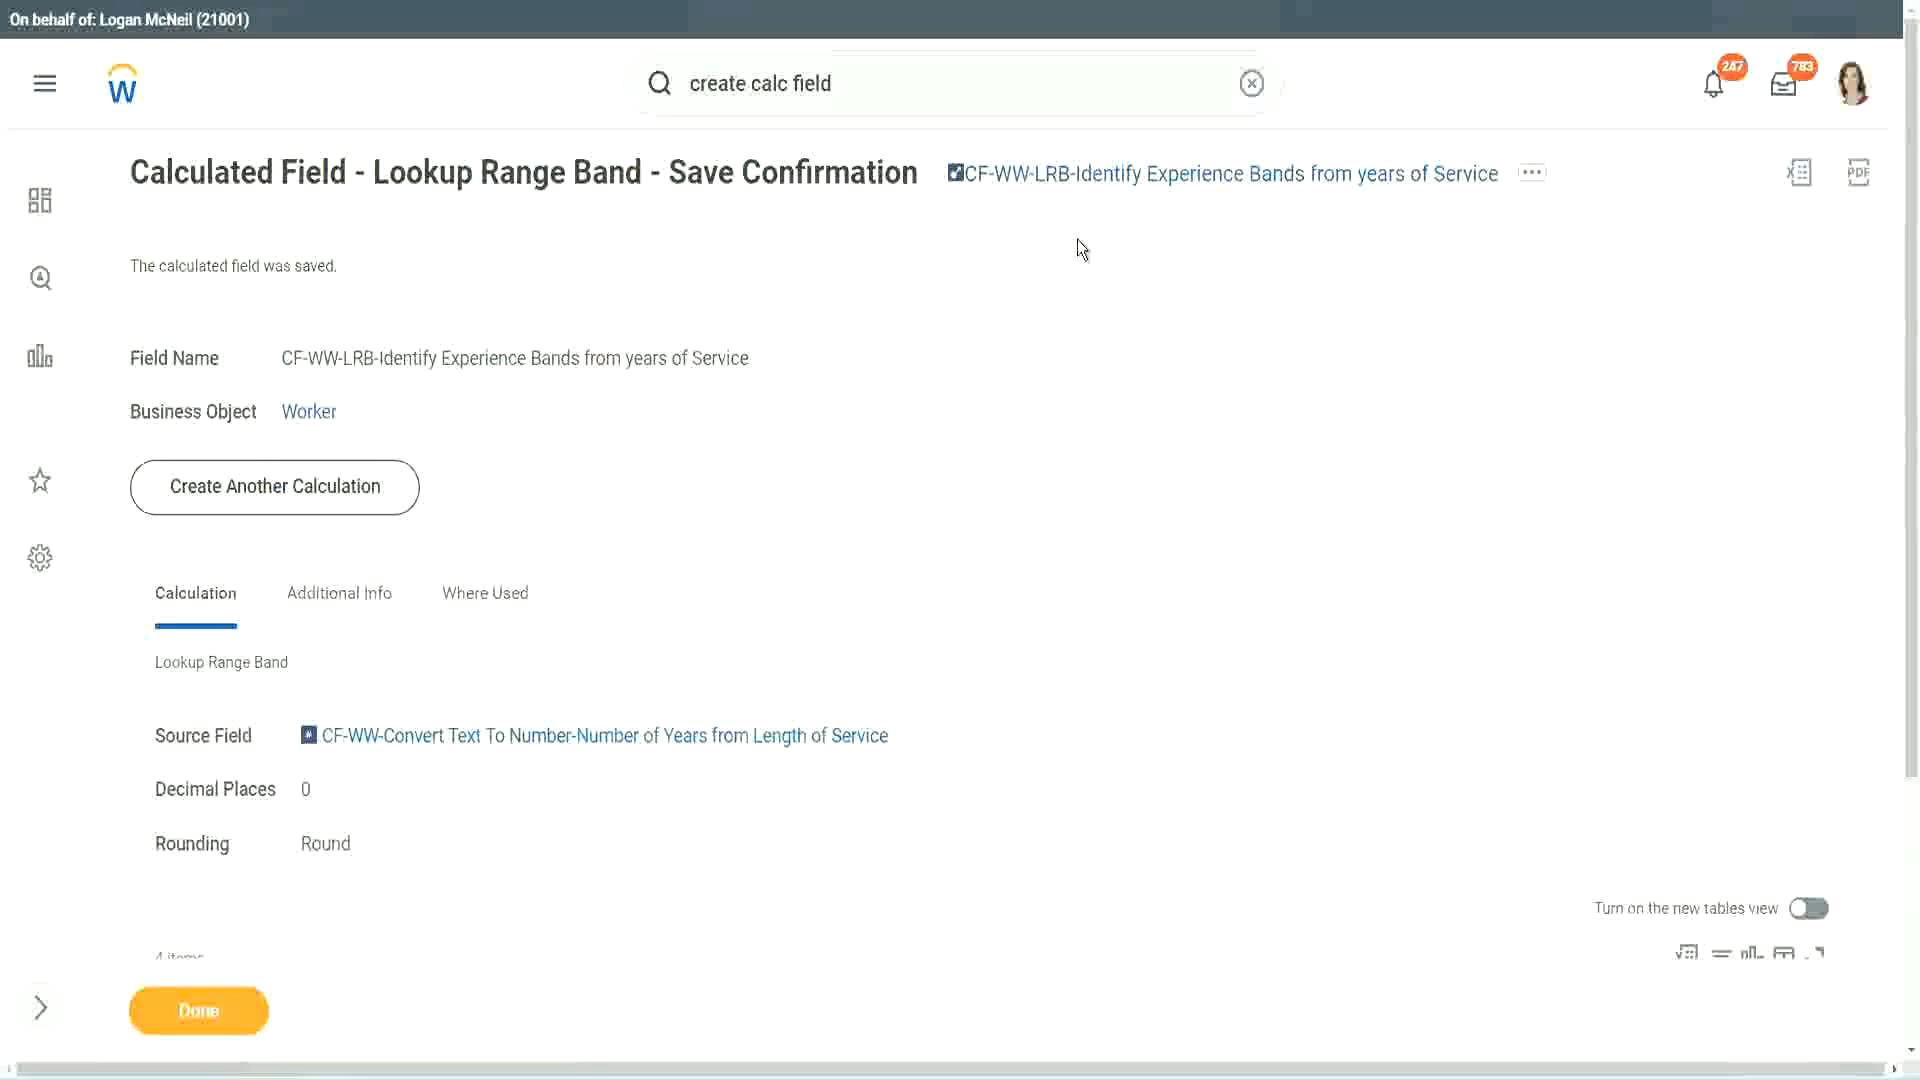 On behalf of: Logan McNeil (21001)
create calc field
247
783
W
Calculated Field - Lookup Range Band - Save Confirmation
CF-WW-LRB-Identify Experience Bands from years of Service
PDF
The calculated field was saved.
Field Name CF-WW-LRB-Identify Experience Bands from years of Service
Business Object Worker
Create Another Calculation
Calculation Additional Info Where Used
Lookup Range Band
Source Field CF-WW-Convert Text To Number-Number of Years from Length of Service
Decimal Places 0
Rounding Round
Turn on the new tables view
4 items
Done